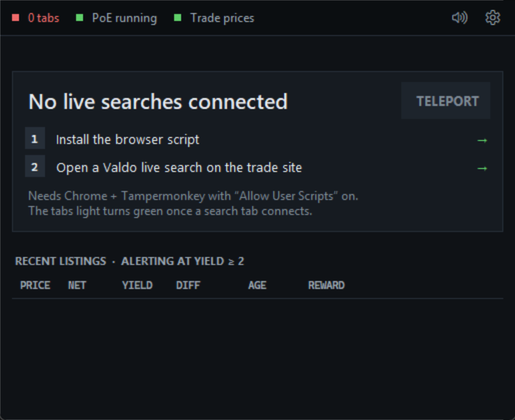 0 tabs PoE running Trade prices
No live searches connected TELEPORT
1 Install the browser script →
2 Open a Valdo live search on the trade site →
Needs Chrome + Tampermonkey with "Allow User Scripts" on.
The tabs light turns green once a search tab connects.
RECENT LISTINGS · ALERTING AT YIELD ≥ 2
PRICE NET YIELD DIFF AGE REWARD